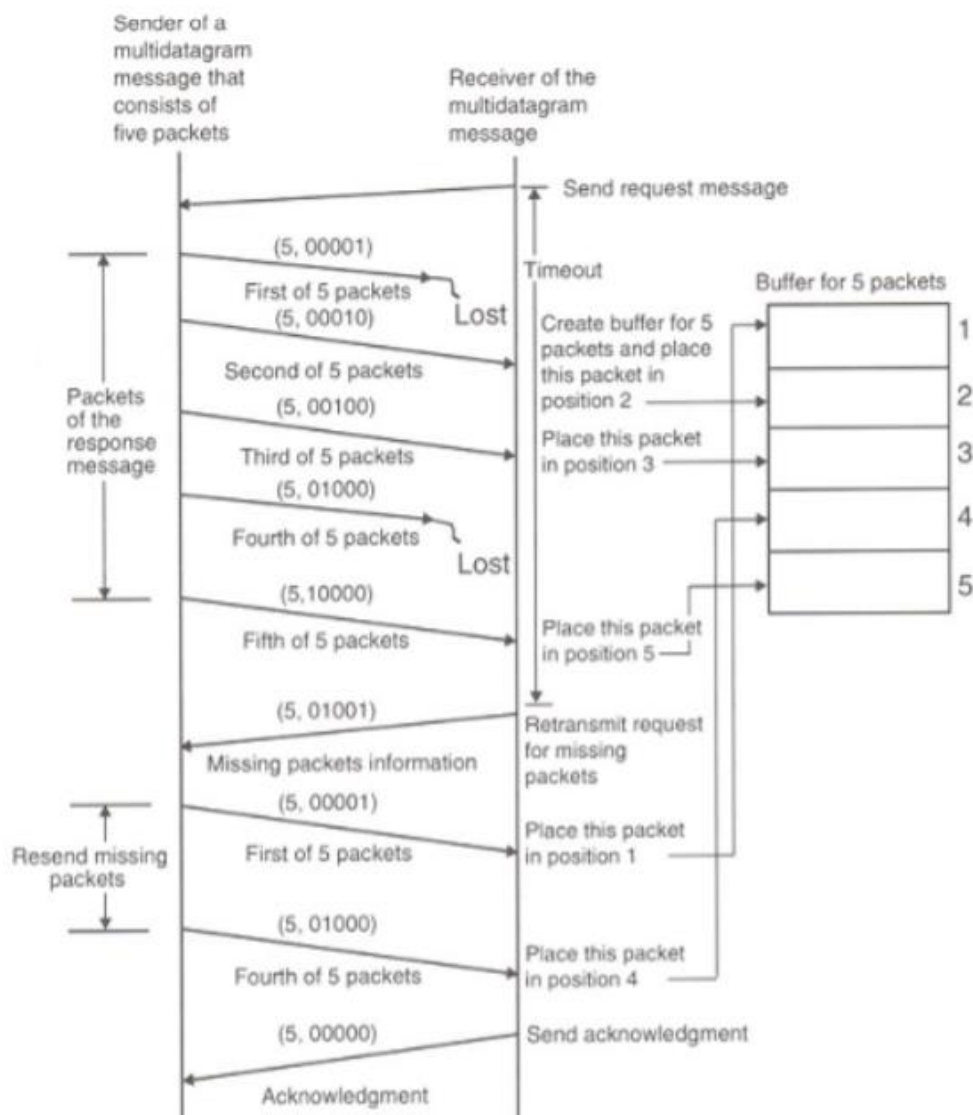 Sender of a
multidatagram
message that
consists of
five packets
Receiver of the
multidatagram
message
Send request message
(5, 00001)
First of 5 packets
Lost
Timeout
Buffer for 5 packets
(5, 00010)
Second of 5 packets
Create buffer for 5
packets and place
this packet in
position 2
1
2
3
4
5
Packets
of the
response
message
(5, 00100)
Third of 5 packets
Place this packet
in position 3
(5, 01000)
Fourth of 5 packets
Lost
(5,10000)
Fifth of 5 packets
Place this packet
in position 5
(5, 01001)
Missing packets information
Retransmit request
for missing
packets
Resend missing
packets
(5, 00001)
First of 5 packets
Place this packet
in position 1
(5, 01000)
Fourth of 5 packets
Place this packet
in position 4
(5, 00000)
Send acknowledgment
Acknowledgment